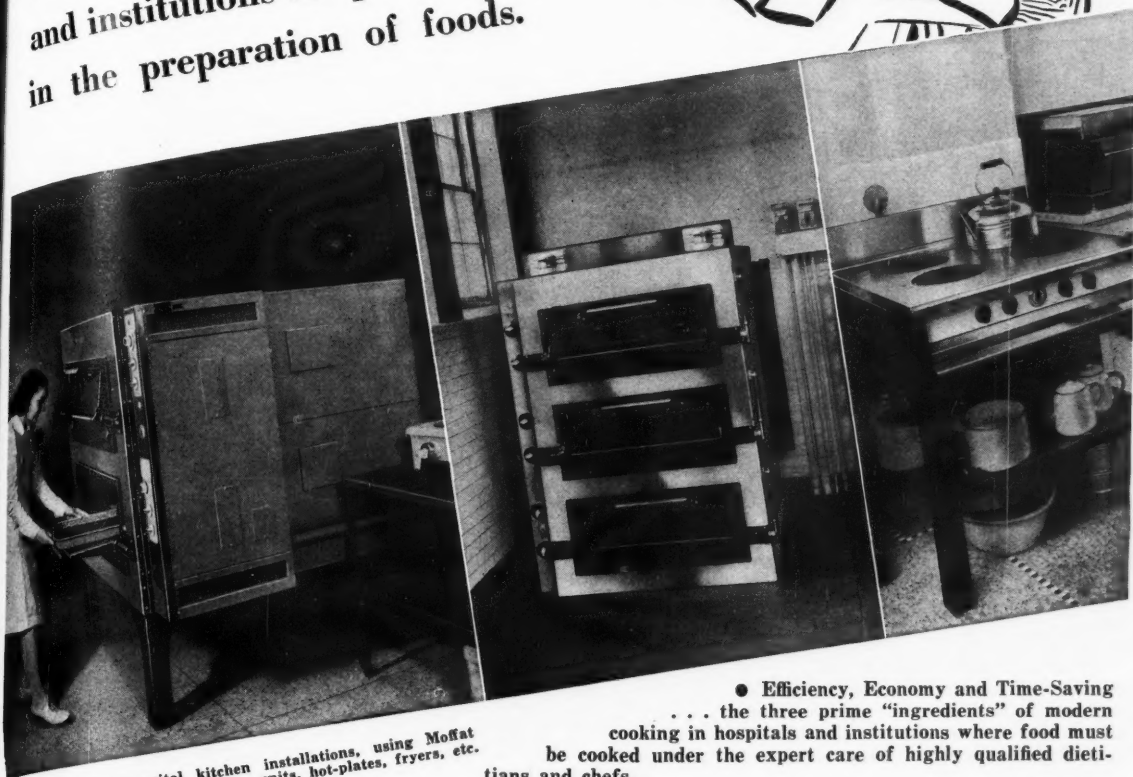 and institutions
in the preparation of foods.
kitchen installations, using Moffat
hot-plates, fryers, etc.
● Efficiency, Economy and Time-Saving
. . . the three prime “ingredients” of modern
cooking in hospitals and institutions where food must
be cooked under the expert care of highly qualified dieti-
tians and chefs